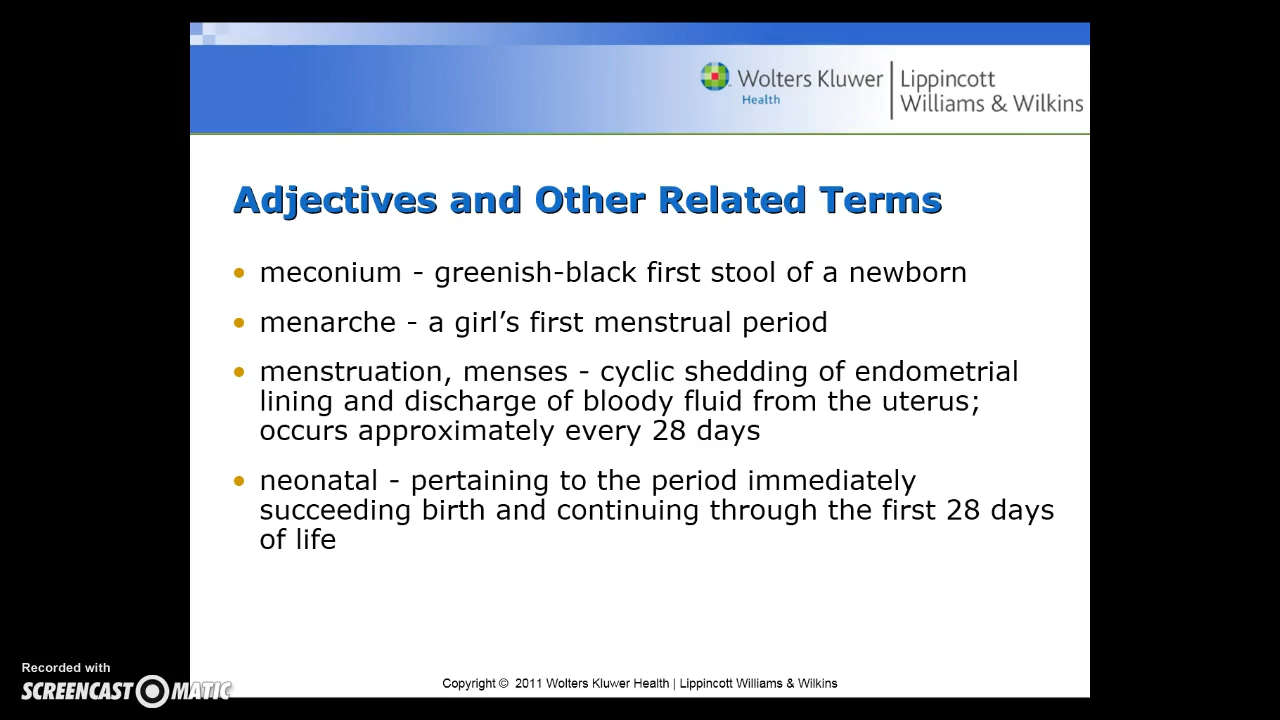 Wolters Kluwer
Health
Lippincott
Williams & Wilkins
Adjectives and Other Related Terms
• meconium - greenish-black first stool of a newborn
• menarche - a girl’s first menstrual period
• menstruation, menses - cyclic shedding of endometrial
lining and discharge of bloody fluid from the uterus;
occurs approximately every 28 days
• neonatal - pertaining to the period immediately
succeeding birth and continuing through the first 28 days
of life
Recorded with
SCREENCAST MATIC
Copyright © 2011 Wolters Kluwer Health | Lippincott Williams & Wilkins